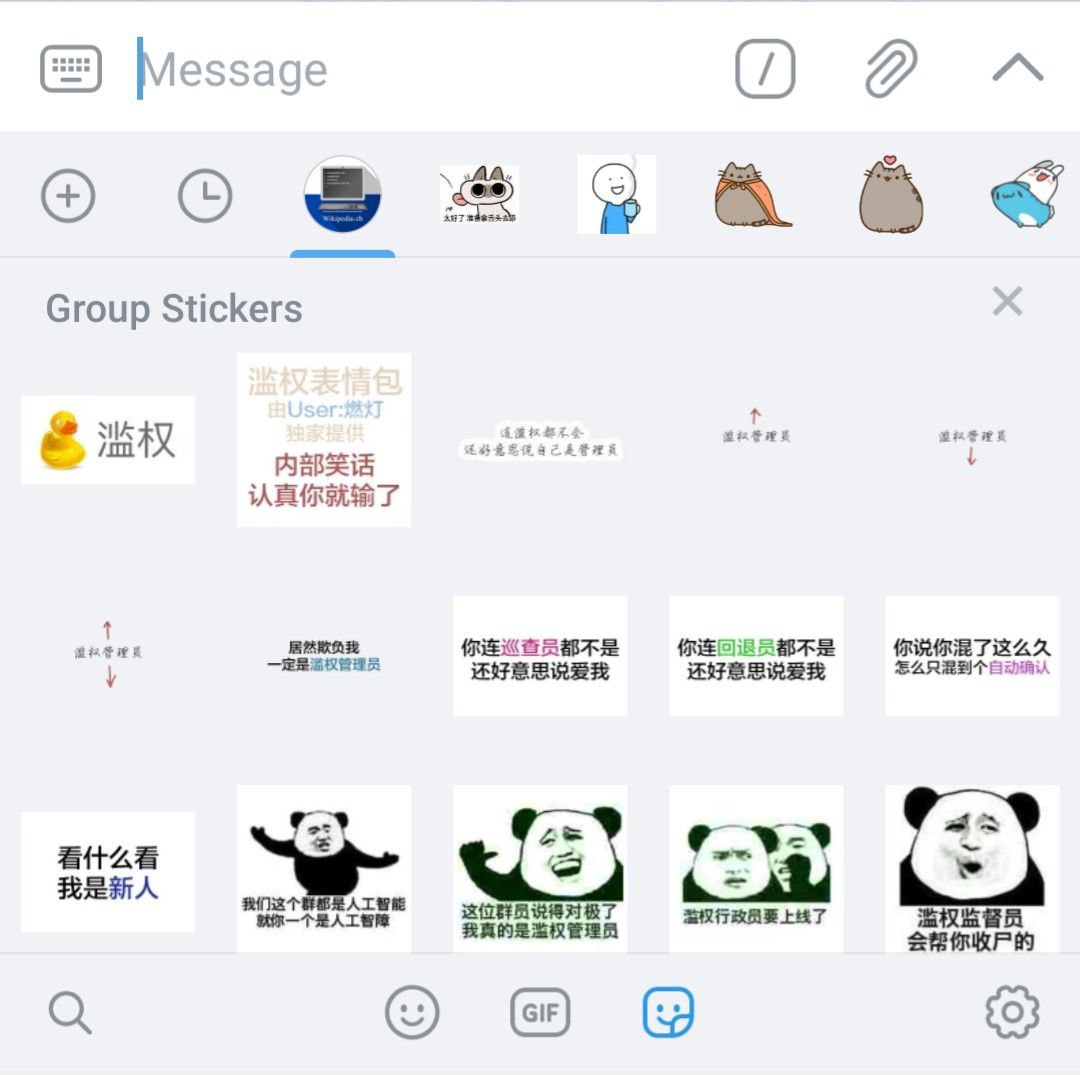 Message
Wikipedia-zh
太好了 准备拿舌头去舔
Group Stickers
滥权
滥权表情包
由User:燃灯
独家提供
内部笑话
认真你就输了
连滥权都不会
还好意思说自己是管理员
↑
滥权管理员
滥权管理员
↓
↑
滥权管理员
↓
居然欺负我
一定是滥权管理员
你连巡查员都不是
还好意思说爱我
你连回退员都不是
还好意思说爱我
你说你混了这么久
怎么只混到个自动确认
看什么看
我是新人
我们这个群都是人工智能
就你一个是人工智障
这位群员说得对极了
我真的是滥权管理员
滥权行政员要上线了
滥权监督员
会帮你收尸的
GIF